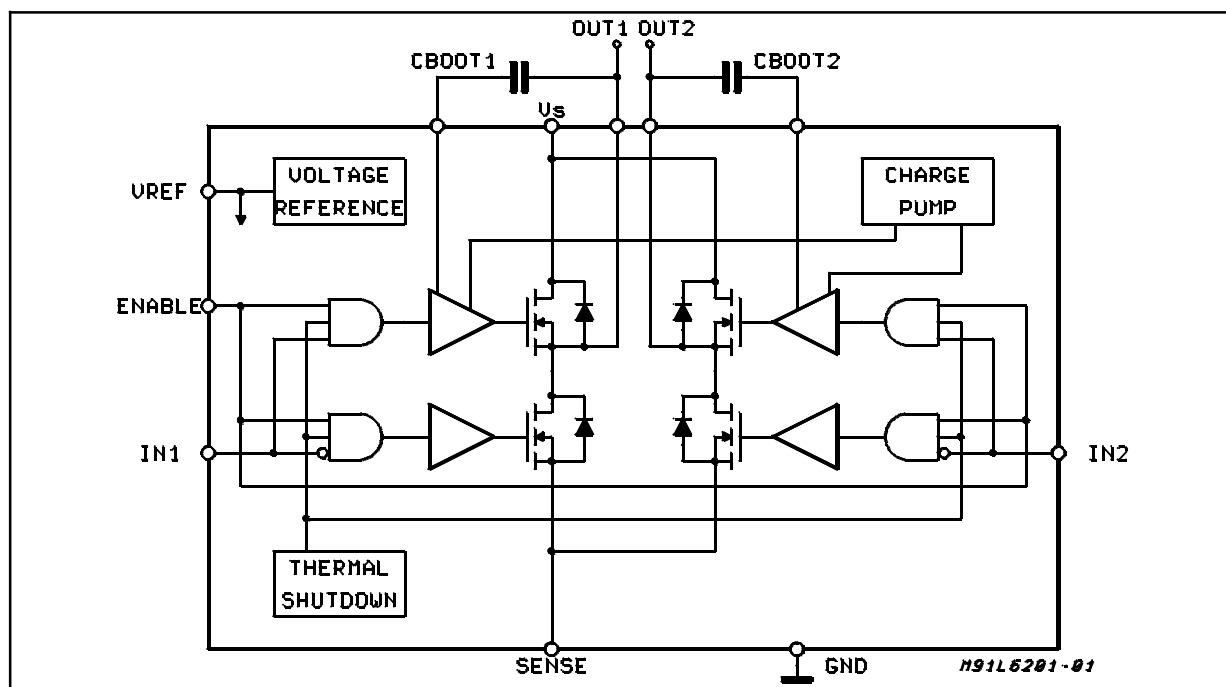 OUT1 OUT2
CBOOT1
CBOOT2
Vs
VREF
VOLTAGE
REFERENCE
CHARGE
PUMP
ENABLE
IN1
IN2
THERMAL
SHUTDOWN
SENSE
GND
M91L6201-01